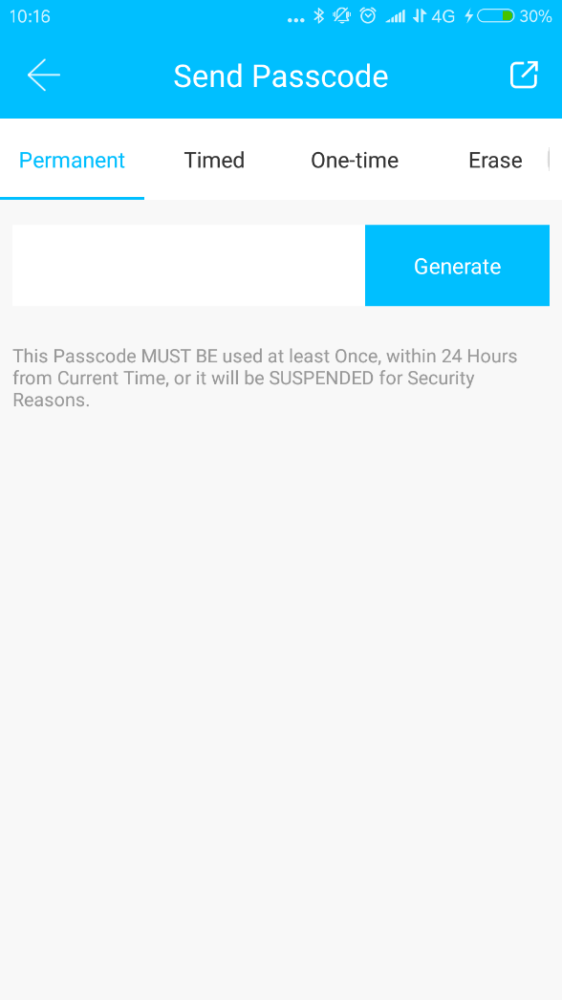 10:16
4G
30%
Send Passcode
Permanent
Timed
One-time
Erase
Generate
This Passcode MUST BE used at least Once, within 24 Hours
from Current Time, or it will be SUSPENDED for Security
Reasons.